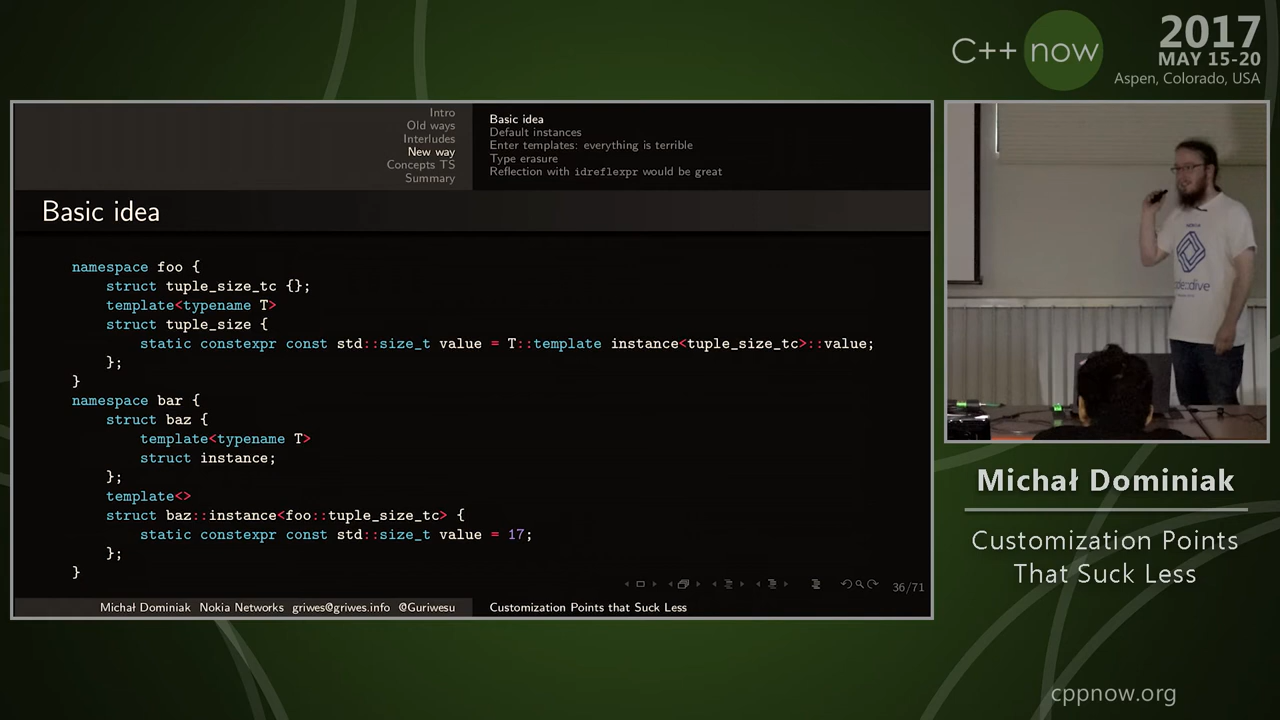 C++ now
2017
MAY 15-20
Aspen, Colorado, USA
Intro
Old ways
Interludes
New way
Concepts TS
Summary
Basic idea
Default instances
Enter templates: everything is terrible
Type erasure
Reflection with idreflexpr would be great
Basic idea
namespace foo {
    struct tuple_size_tc {};
    template<typename T>
    struct tuple_size {
        static constexpr const std::size_t value = T::template instance<tuple_size_tc>::value;
    };
}
namespace bar {
    struct baz {
        template<typename T>
        struct instance;
    };
    template<>
    struct baz::instance<foo::tuple_size_tc> {
        static constexpr const std::size_t value = 17;
    };
}
36/71
Michał Dominiak Nokia Networks griwes@griwes.info @Guriwesu
Customization Points that Suck Less
Michał Dominiak
Customization Points
That Suck Less
cppnow.org